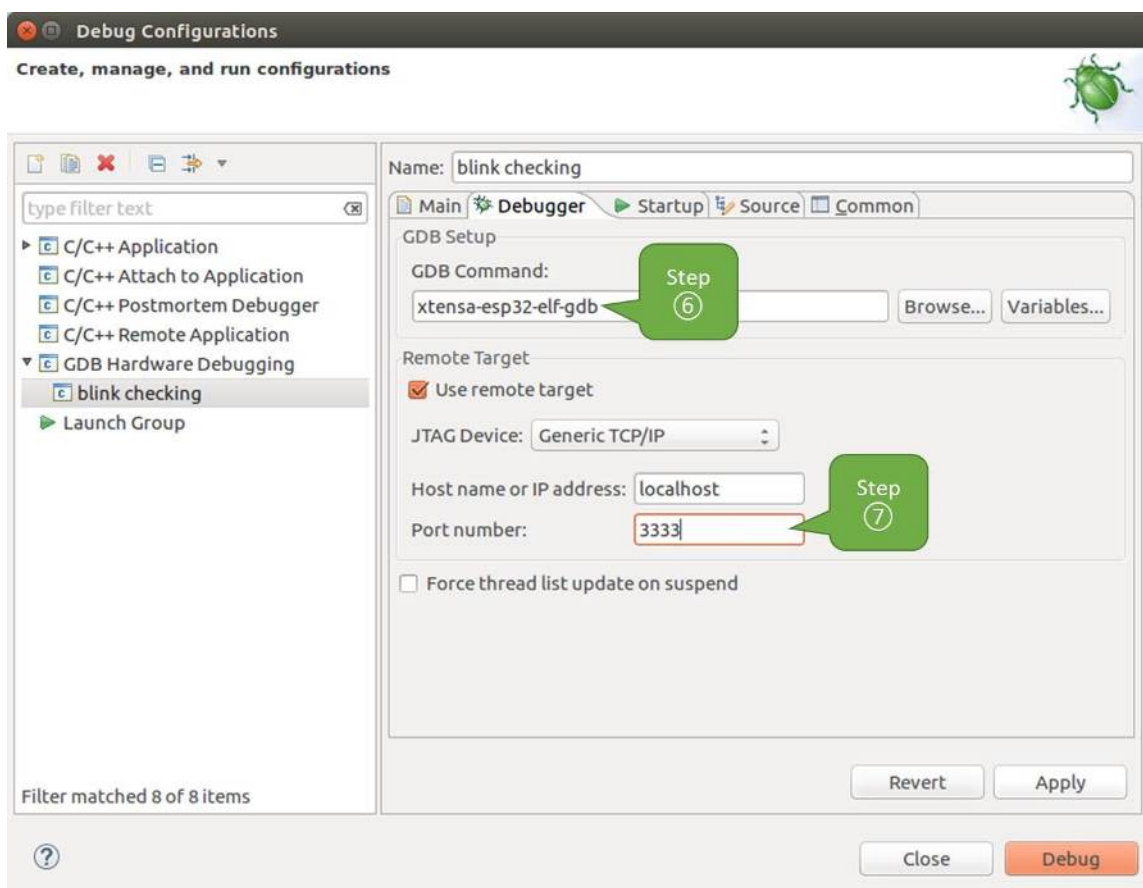 Debug Configurations
Create, manage, and run configurations
type filter text
C/C++ Application
C/C++ Attach to Application
C/C++ Postmortem Debugger
C/C++ Remote Application
GDB Hardware Debugging
blink checking
Launch Group
Filter matched 8 of 8 items
Name: blink checking
Main Debugger Startup Source Common
GDB Setup
GDB Command:
xtensa-esp32-elf-gdb
Browse... Variables...
Step
⑥
Remote Target
Use remote target
JTAG Device: Generic TCP/IP
Host name or IP address: localhost
Port number: 3333
Step
⑦
Force thread list update on suspend
Revert Apply
Close Debug